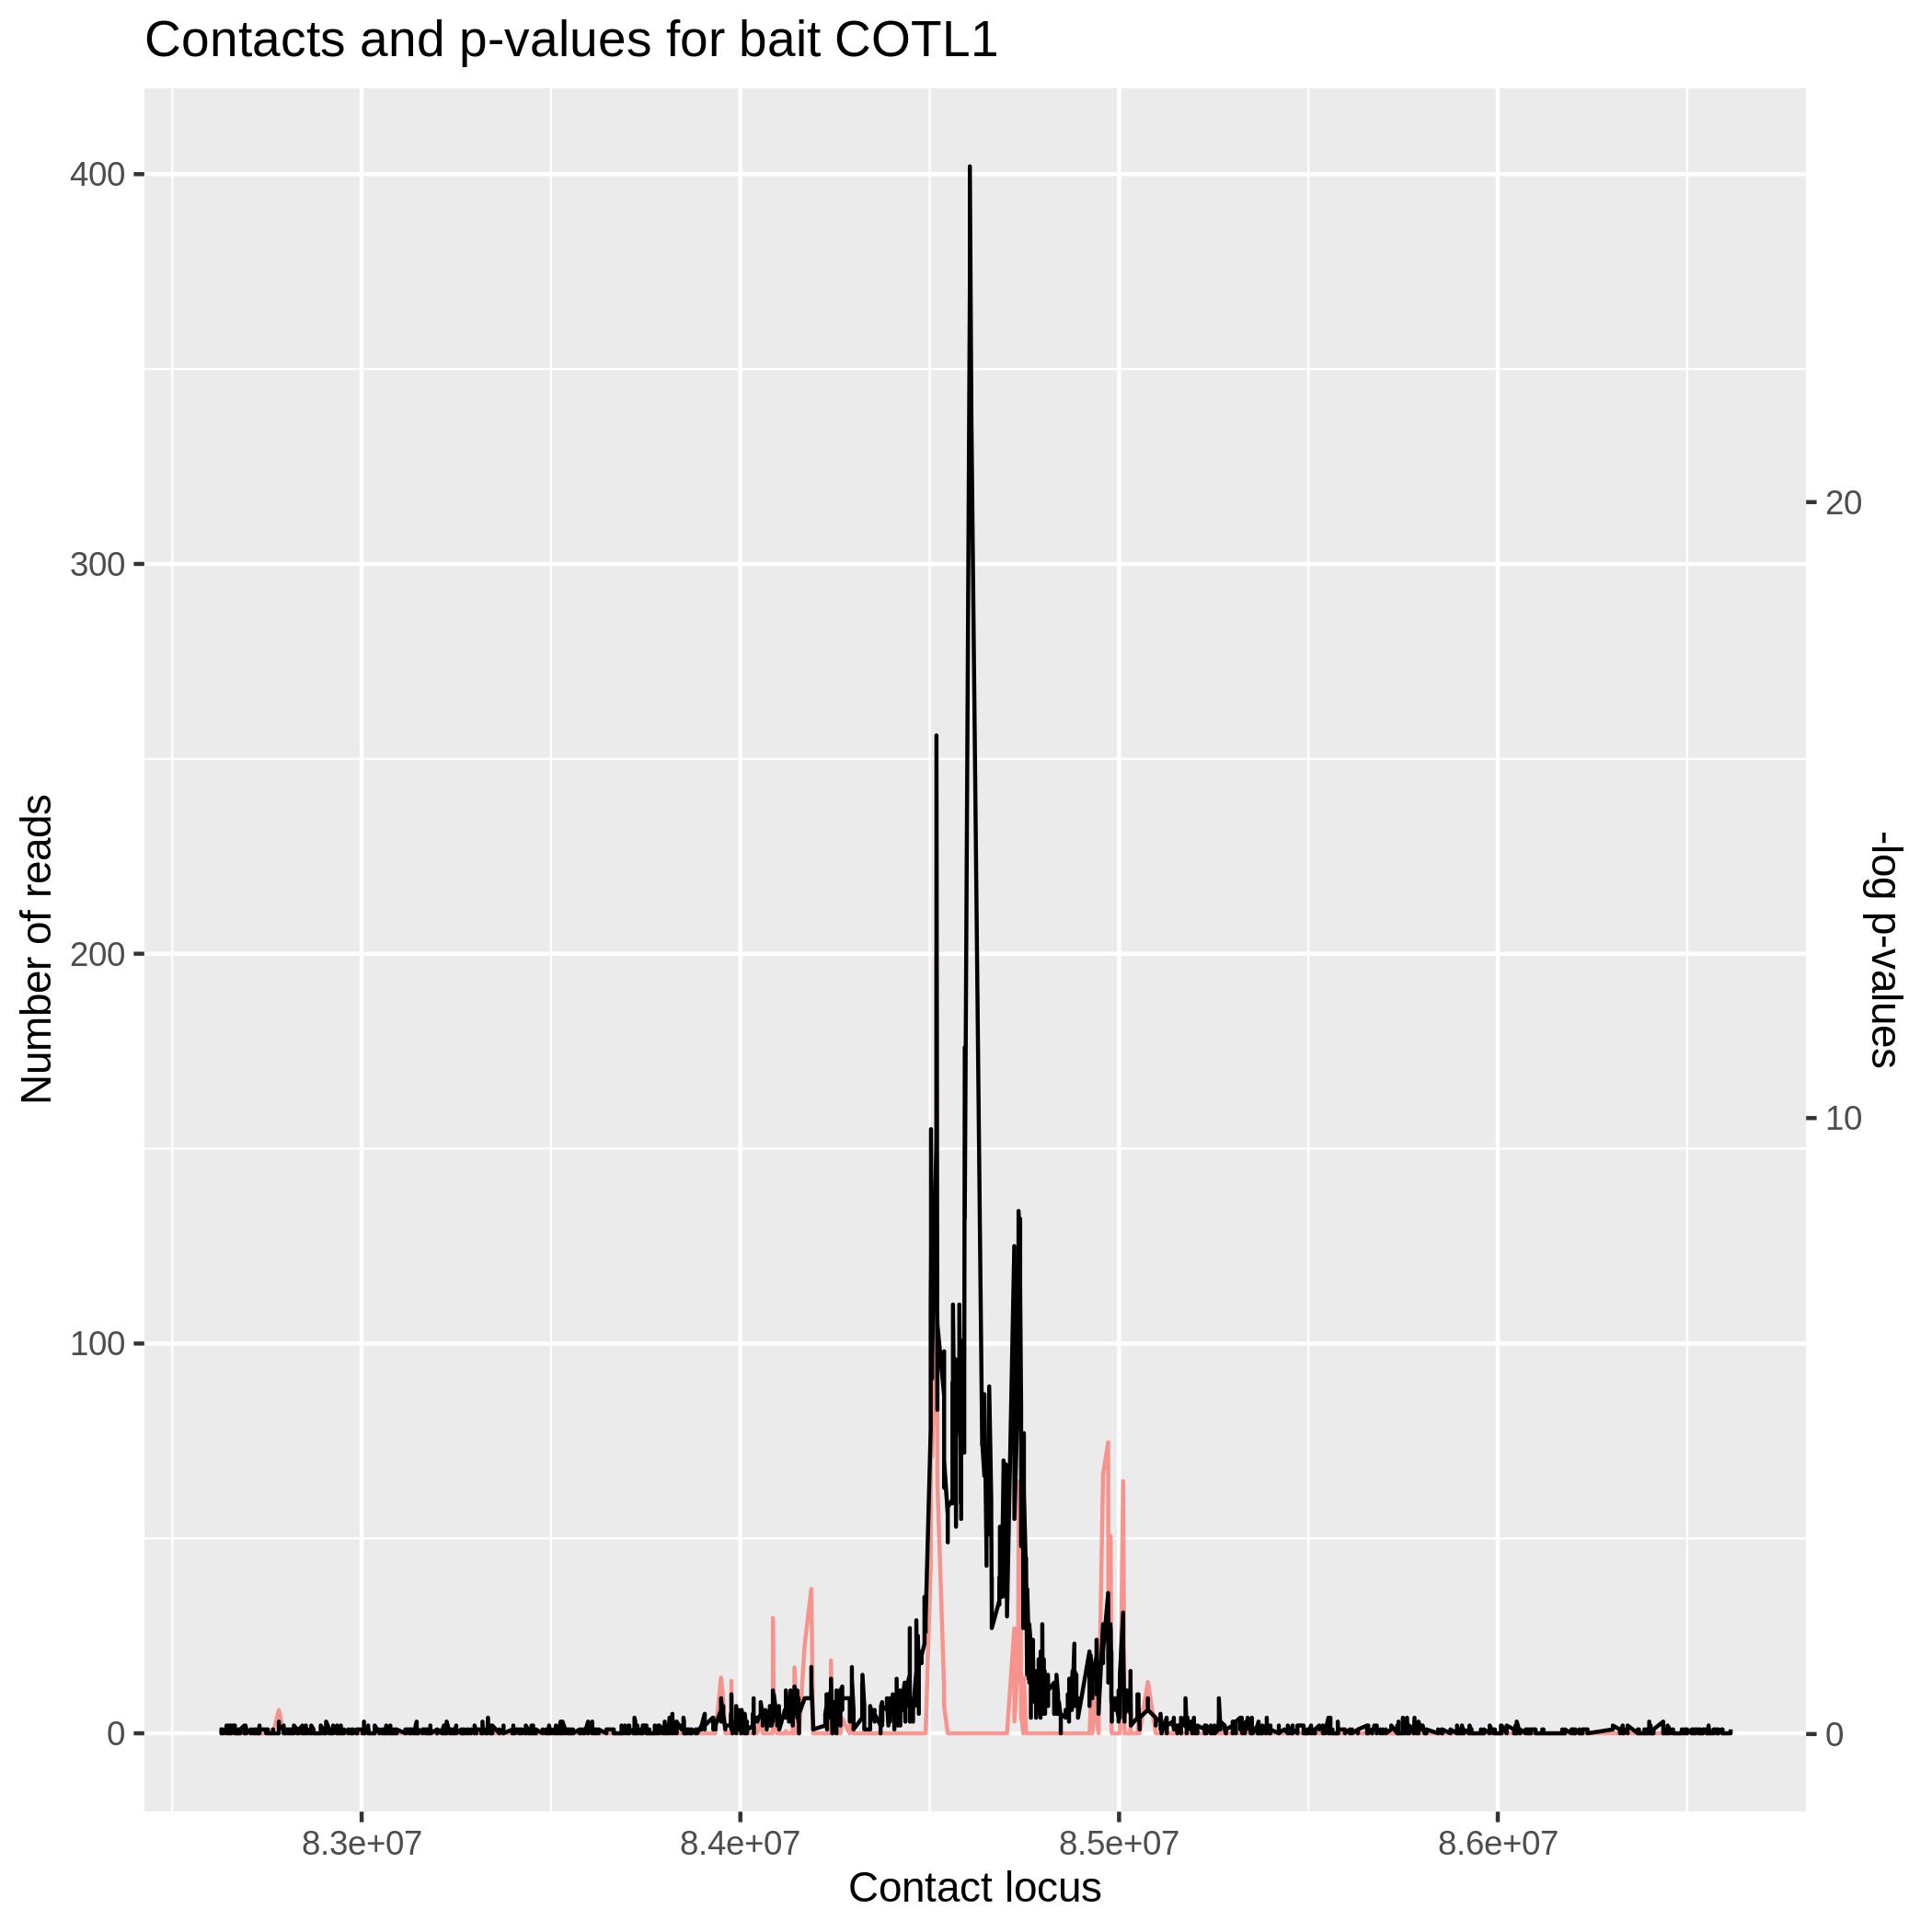 Contacts and p-values for bait COTL1
400
300
200
100
0
Number of reads
20
10
0
-log p-values
8.3e+07
8.4e+07
8.5e+07
8.6e+07
Contact locus